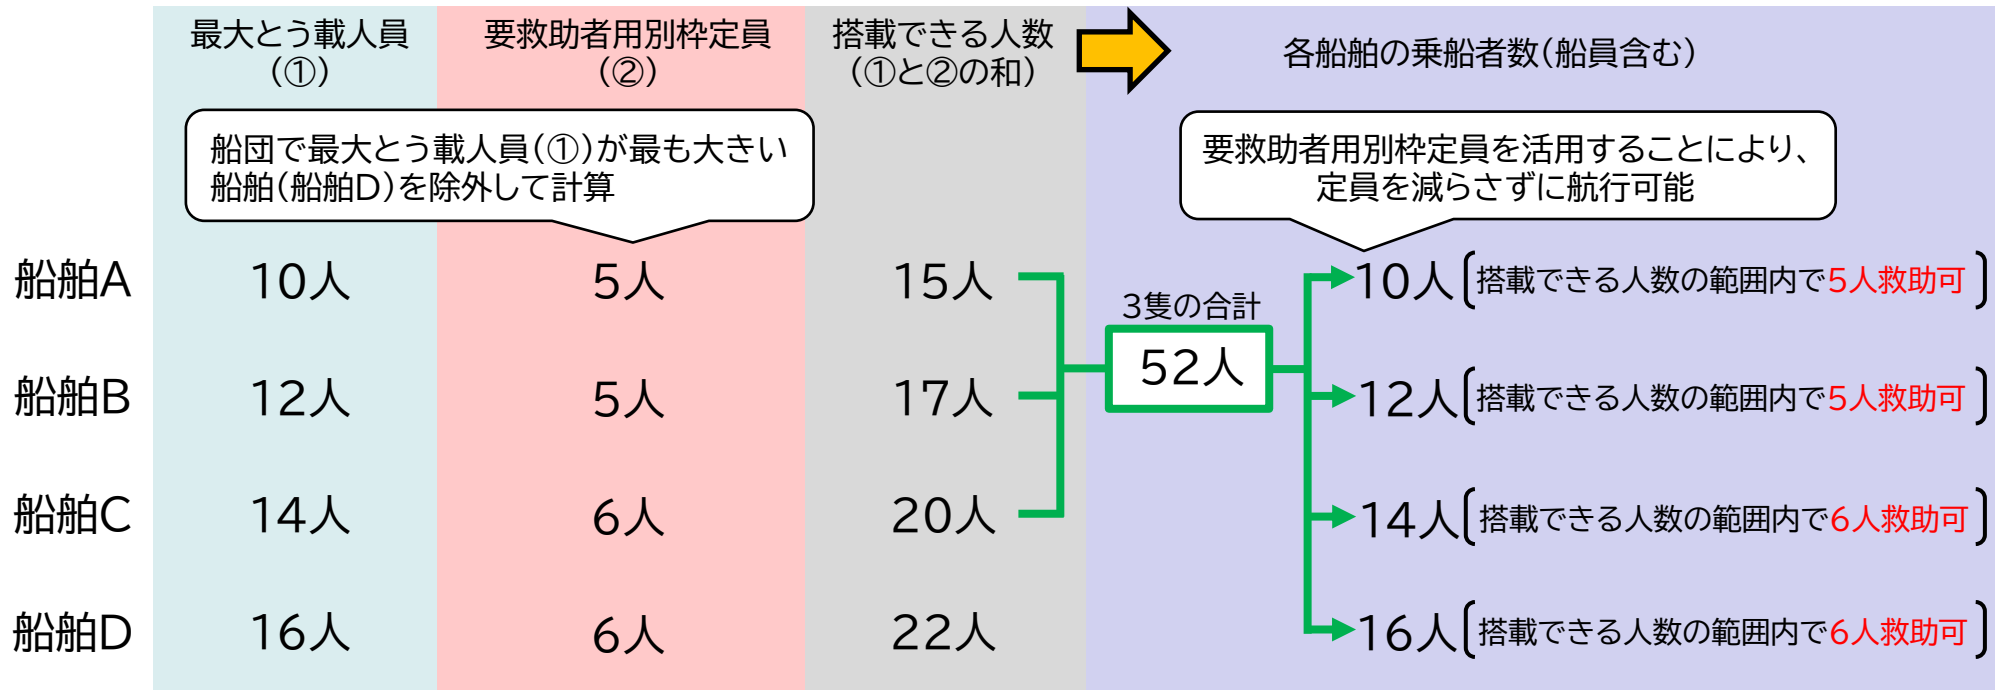 最大とう載人員
（①）
要救助者用別枠定員
（②）
搭載できる人数
（①と②の和）
各船舶の乗船者数（船員含む）
船団で最大とう載人員（①）が最も大きい
船舶（船舶D）を除外して計算
要救助者用別枠定員を活用することにより、
定員を減らさずに航行可能
船舶A 10人 5人 15人 10人 搭載できる人数の範囲内で5人救助可
3隻の合計
52人
船舶B 12人 5人 17人 12人 搭載できる人数の範囲内で5人救助可
船舶C 14人 6人 20人 14人 搭載できる人数の範囲内で6人救助可
船舶D 16人 6人 22人 16人 搭載できる人数の範囲内で6人救助可